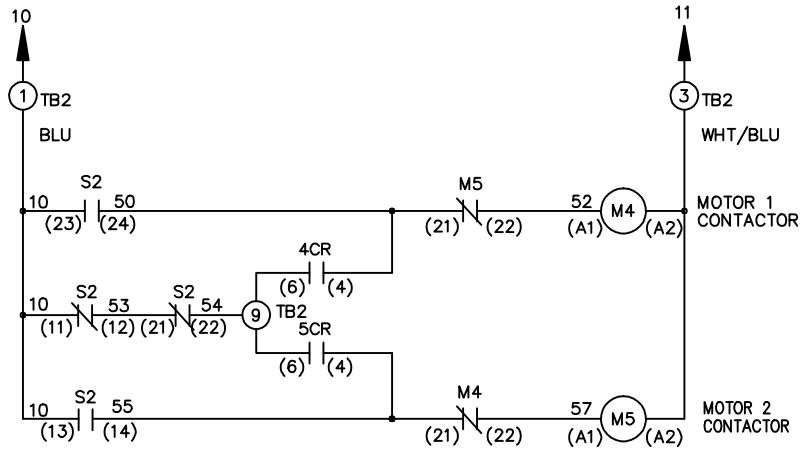 10 11
1 TB2 3 TB2
BLU WHT/BLU
S2 M5
10 50 52 M4 MOTOR 1
(23) (24) (21) (22) (A1) (A2) CONTACTOR
4CR
(6) (4)
10 S2 53 S2 54 9 TB2
(11) (12) (21) (22)
5CR
(6) (4)
S2 M4
10 55 57 M5 MOTOR 2
(13) (14) (21) (22) (A1) (A2) CONTACTOR